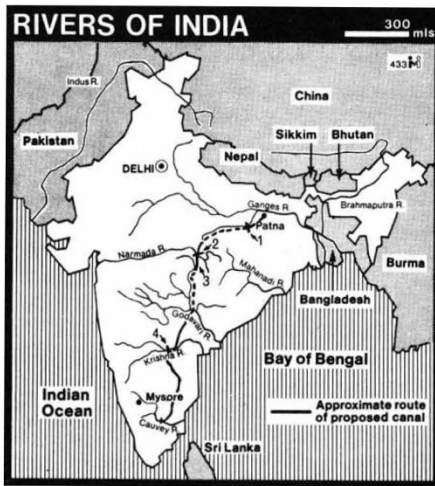 RIVERS OF INDIA
300
mls
433
Indus R.
China
Pakistan
Sikkim
Bhutan
Nepal
DELHI
Ganges R.
Brahmaputra R.
Patna
1
2
Narmada R.
3
Mahanadi R.
Burma
Bangladesh
Godavari R.
4
Krishna R.
Bay of Bengal
Indian
Ocean
Mysore
Approximate route
of proposed canal
Cauvey R.
Sri Lanka